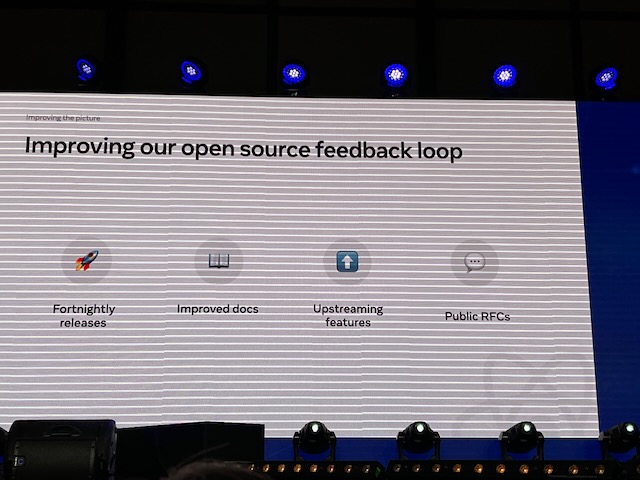 Improving the picture
Improving our open source feedback loop
Fortnightly
releases
Improved docs
Upstreaming
features
Public RFCs